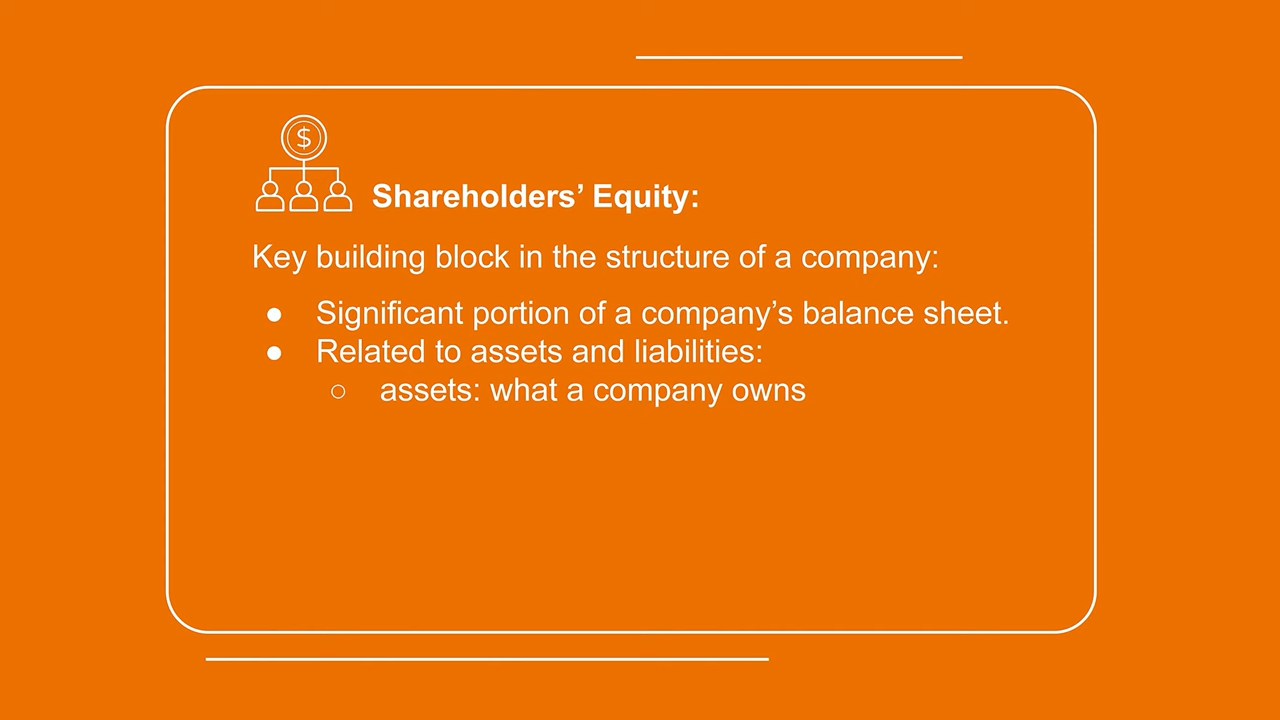 $
Shareholders’ Equity:
Key building block in the structure of a company:
● Significant portion of a company’s balance sheet.
● Related to assets and liabilities:
○ assets: what a company owns